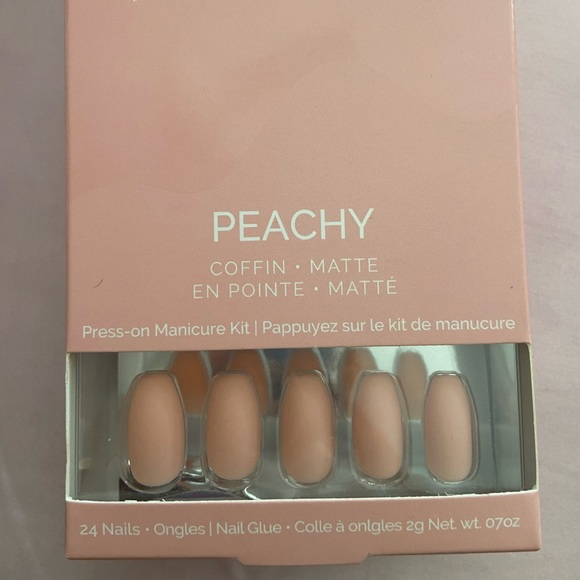 PEACHY
COFFIN • MATTE
EN POINTE • MATTÉ
Press-on Manicure Kit | Pappuyez sur le kit de manucure
24 Nails • Ongles | Nail Glue • Colle à onlgles 2g Net. wt. 07oz